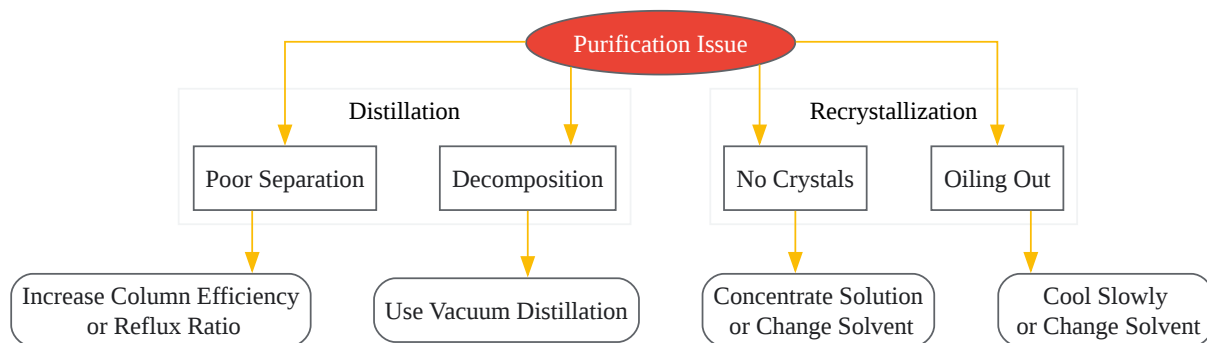 Purification Issue
Distillation
Recrystallization
Poor Separation
Decomposition
No Crystals
Oiling Out
Increase Column Efficiency
or Reflux Ratio
Use Vacuum Distillation
Concentrate Solution
or Change Solvent
Cool Slowly
or Change Solvent